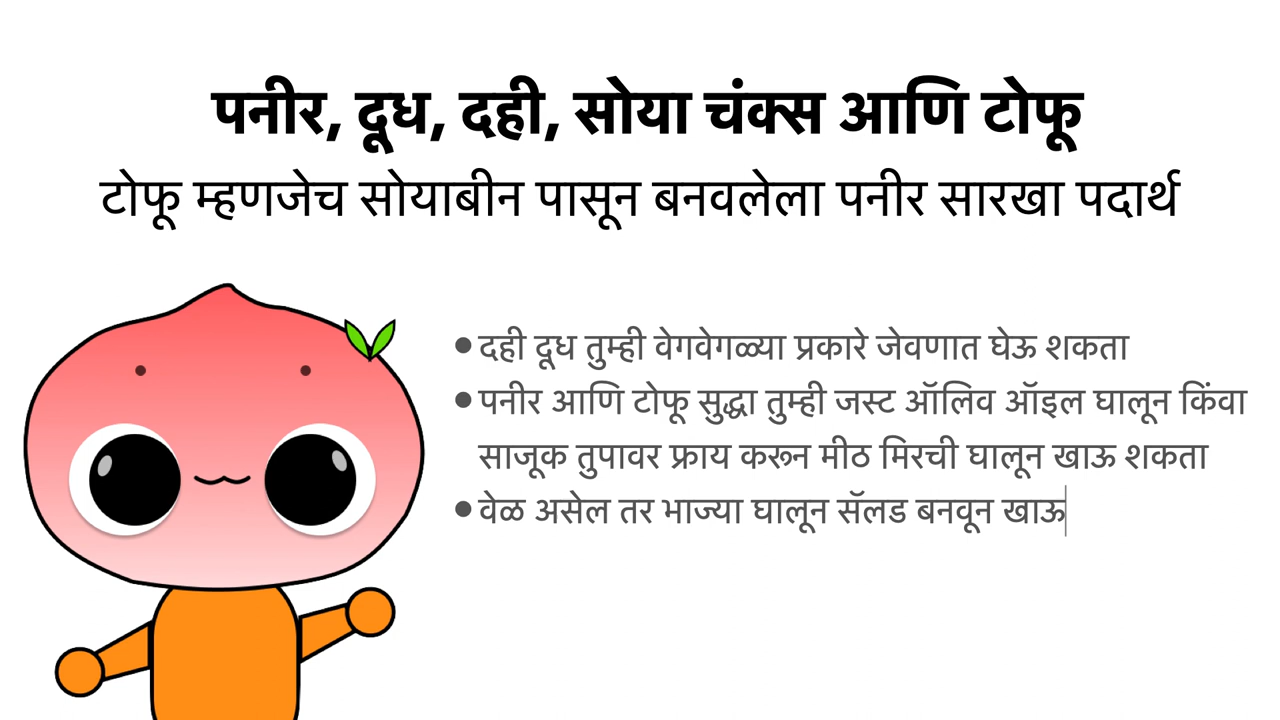 पनीर, दूध, दही, सोया चंक्स आणि टोफू
टोफू म्हणजेच सोयाबीन पासून बनवलेला पनीर सारखा पदार्थ
• दही दूध तुम्ही वेगवेगळ्या प्रकारे जेवणात घेऊ शकता
• पनीर आणि टोफू सुद्धा तुम्ही जस्ट ऑलिव ऑइल घालून किंवा
साजूक तुपावर फ्राय करून मीठ मिरची घालून खाऊ शकता
• वेळ असेल तर भाज्या घालून सॅलड बनवून खाऊ